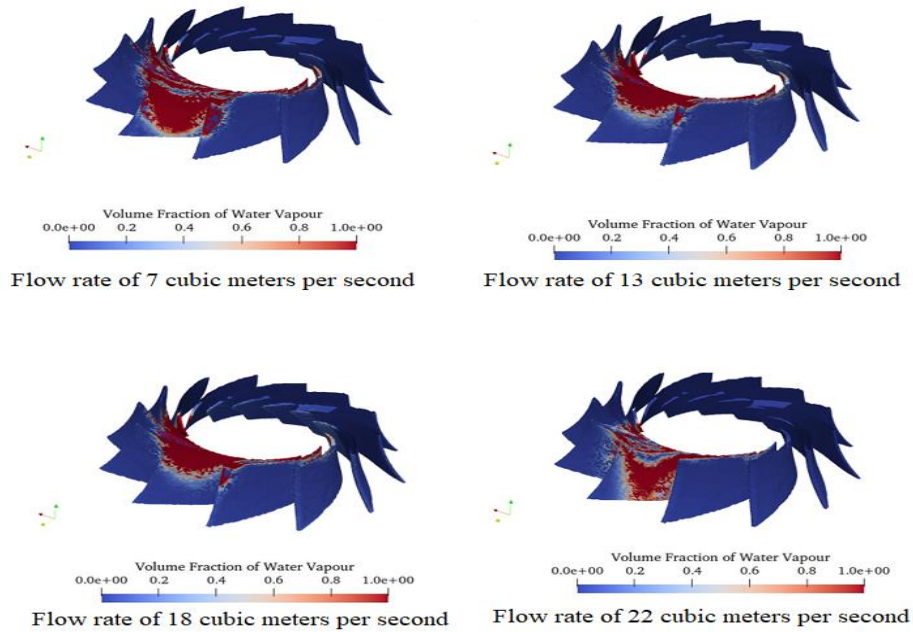 Volume Fraction of Water Vapour
0.0e+00 0.2 0.4 0.6 0.8 1.0e+00
Flow rate of 7 cubic meters per second
Volume Fraction of Water Vapour
0.0e+00 0.2 0.4 0.6 0.8 1.0e+00
Flow rate of 13 cubic meters per second
Volume Fraction of Water Vapour
0.0e+00 0.2 0.4 0.6 0.8 1.0e+00
Flow rate of 18 cubic meters per second
Volume Fraction of Water Vapour
0.0e+00 0.2 0.4 0.6 0.8 1.0e+00
Flow rate of 22 cubic meters per second